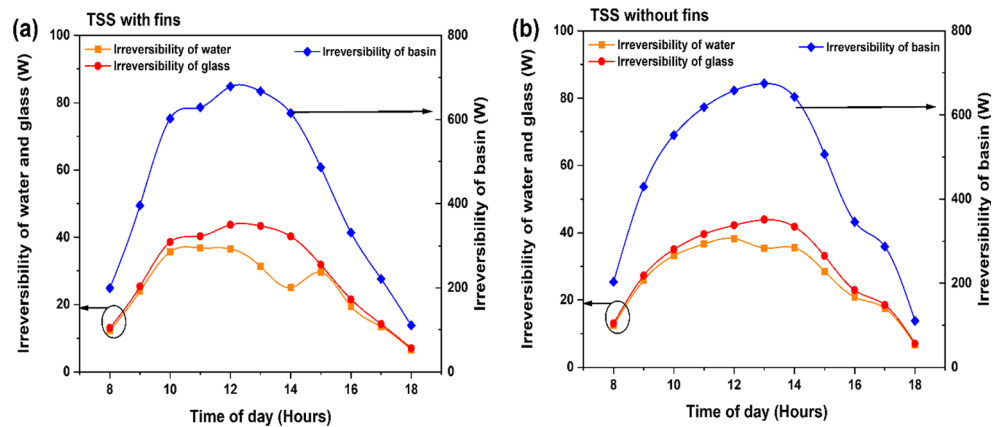 (a)
TSS with fins
Irreversibility of water
Irreversibility of glass
Irreversibility of basin
Irreversibility of water and glass (W)
100
80
60
40
20
0
800
600
400
200
0
Irreversibility of basin (W)
8 10 12 14 16 18
Time of day (Hours)
(b)
TSS without fins
Irreversibility of water
Irreversibility of glass
Irreversibility of basin
Irreversibility of water and glass (W)
100
80
60
40
20
0
800
600
400
200
0
Irreversibility of basin (W)
8 10 12 14 16 18
Time of day (Hours)